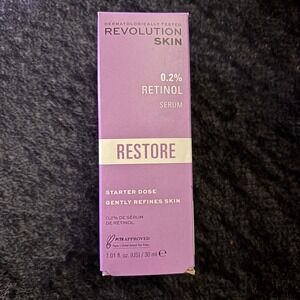 DERMATOLOGICALLY TESTED
REVOLUTION
SKIN
0.2%
RETINOL
SERUM
RESTORE
STARTER DOSE
GENTLY REFINES SKIN
0.2% DE SÉRUM
DE RÉTINOL
APPROVED
1.01 fl.oz. (US) / 30 ml e